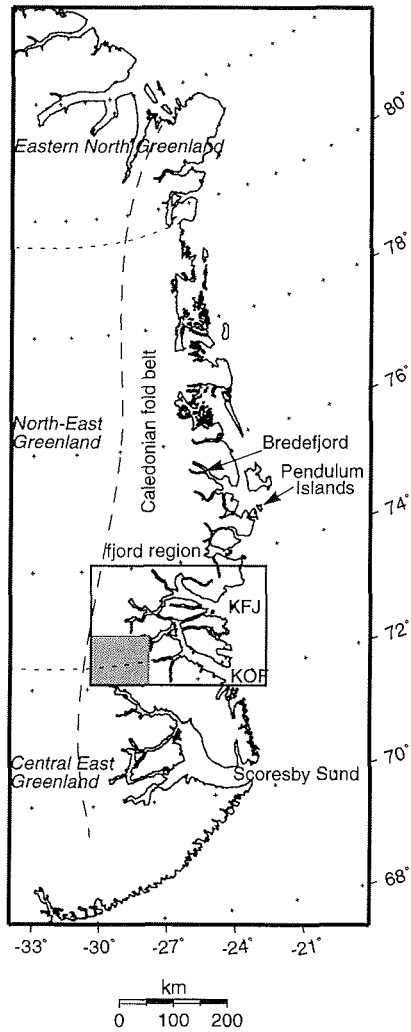 80°
Eastern North Greenland
78°
Caledonian fold belt
76°
North-East
Greenland
Bredefjord
Pendulum
Islands
74°
fjord region
KFJ
72°
KOF
70°
Central East
Greenland
Scoresby Sund
68°
-33° -30° -27° -24° -21°
km
0 100 200